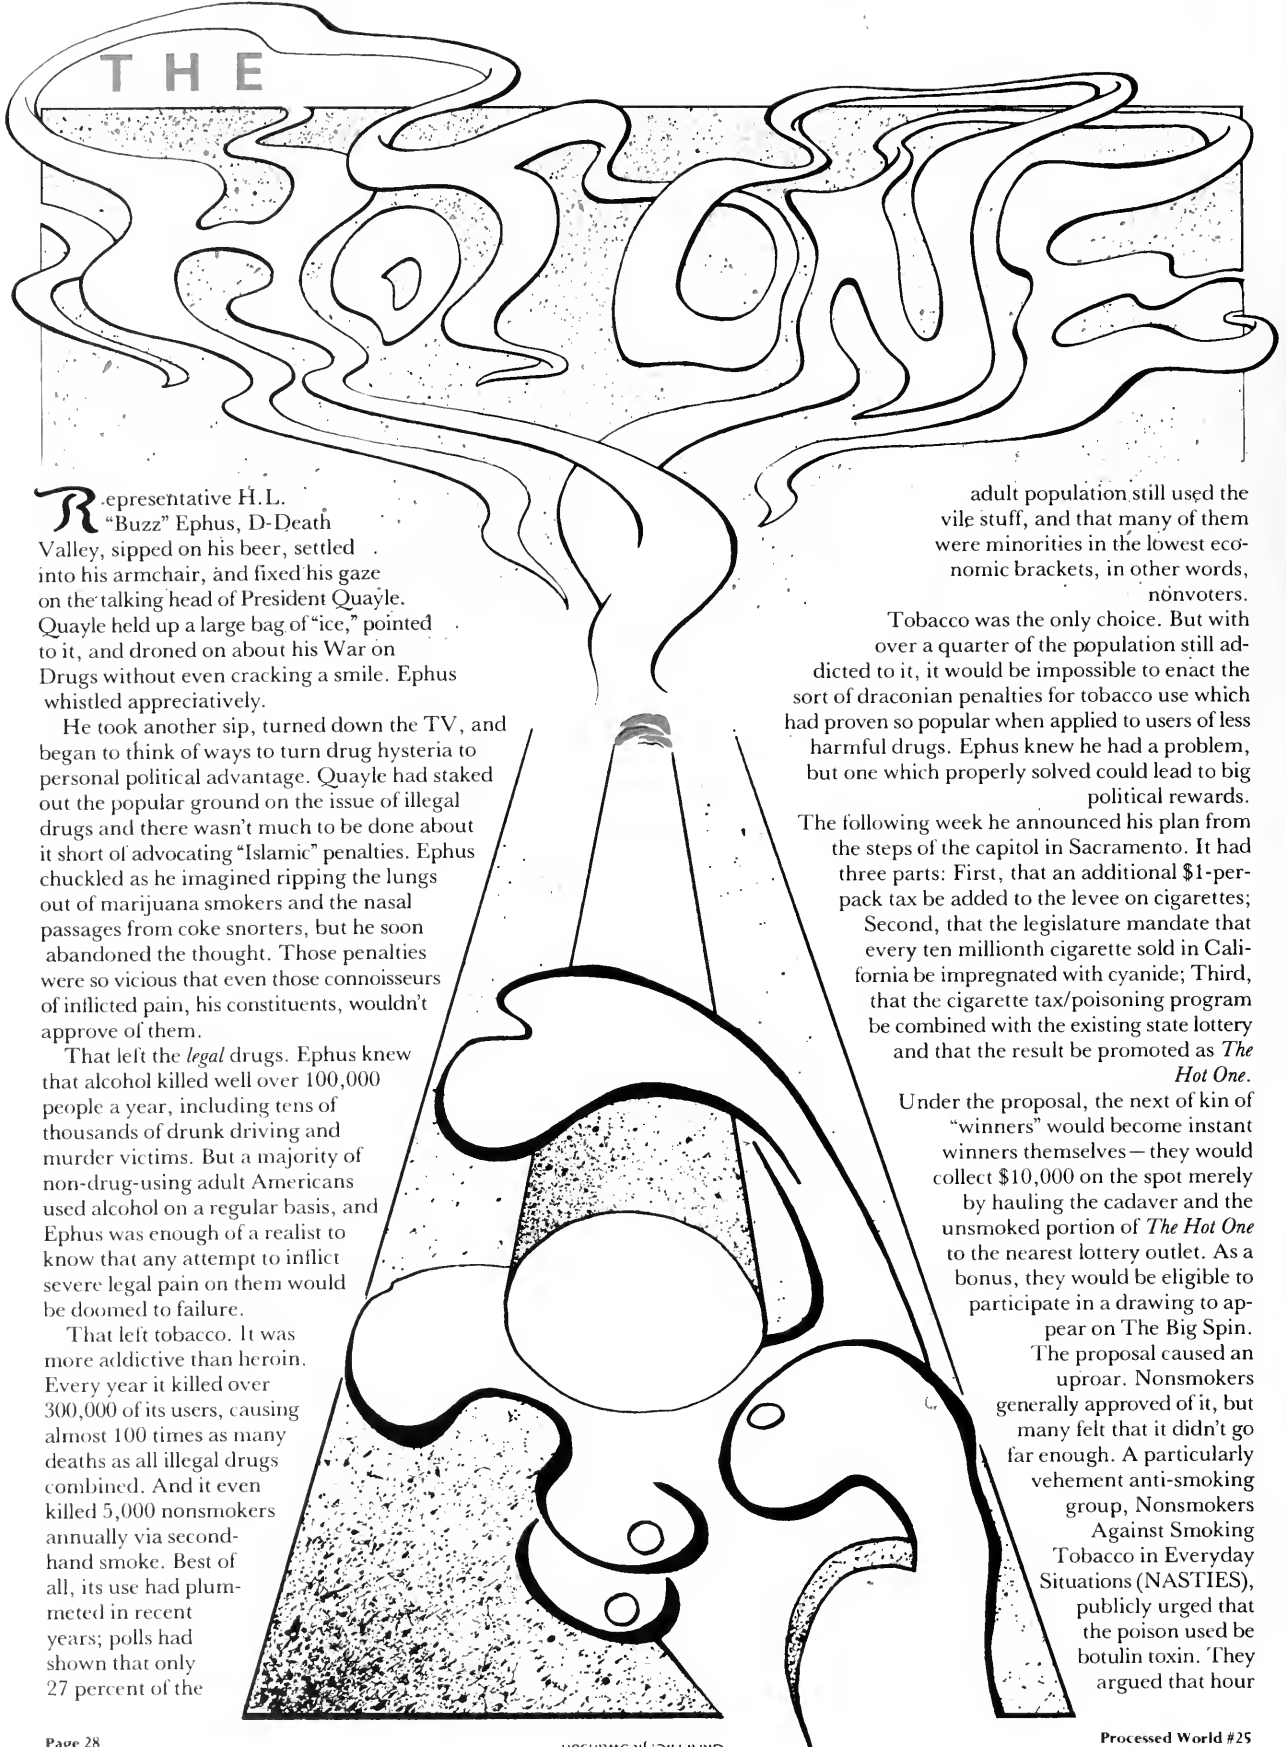 THE
HOT ONE
Representative H.L.
“Buzz” Ephus, D-Death
Valley, sipped on his beer, settled
into his armchair, and fixed his gaze
on the talking head of President Quayle.
Quayle held up a large bag of “ice,” pointed
to it, and droned on about his War on
Drugs without even cracking a smile. Ephus
whistled appreciatively.
He took another sip, turned down the TV, and
began to think of ways to turn drug hysteria to
personal political advantage. Quayle had staked
out the popular ground on the issue of illegal
drugs and there wasn’t much to be done about
it short of advocating “Islamic” penalties. Ephus
chuckled as he imagined ripping the lungs
out of marijuana smokers and the nasal
passages from coke snorters, but he soon
abandoned the thought. Those penalties
were so vicious that even those connoisseurs
of inflicted pain, his constituents, wouldn’t
approve of them.
That left the legal drugs. Ephus knew
that alcohol killed well over 100,000
people a year, including tens of
thousands of drunk driving and
murder victims. But a majority of
non-drug-using adult Americans
used alcohol on a regular basis, and
Ephus was enough of a realist to
know that any attempt to inflict
severe legal pain on them would
be doomed to failure.
That left tobacco. It was
more addictive than heroin.
Every year it killed over
300,000 of its users, causing
almost 100 times as many
deaths as all illegal drugs
combined. And it even
killed 5,000 nonsmokers
annually via second-
hand smoke. Best of
all, its use had plum-
meted in recent
years; polls had
shown that only
27 percent of the
adult population still used the
vile stuff, and that many of them
were minorities in the lowest eco-
nomic brackets, in other words,
nonvoters.
Tobacco was the only choice. But with
over a quarter of the population still ad-
dicted to it, it would be impossible to enact the
sort of draconian penalties for tobacco use which
had proven so popular when applied to users of less
harmful drugs. Ephus knew he had a problem,
but one which properly solved could lead to big
political rewards.
The following week he announced his plan from
the steps of the capitol in Sacramento. It had
three parts: First, that an additional $1-per-
pack tax be added to the levee on cigarettes;
Second, that the legislature mandate that
every ten millionth cigarette sold in Cali-
fornia be impregnated with cyanide; Third,
that the cigarette tax/poisoning program
be combined with the existing state lottery
and that the result be promoted as The
Hot One.
Under the proposal, the next of kin of
“winners” would become instant
winners themselves—they would
collect $10,000 on the spot merely
by hauling the cadaver and the
unsmoked portion of The Hot One
to the nearest lottery outlet. As a
bonus, they would be eligible to
participate in a drawing to ap-
pear on The Big Spin.
The proposal caused an
uproar. Nonsmokers
generally approved of it, but
many felt that it didn’t go
far enough. A particularly
vehement anti-smoking
group, Nonsmokers
Against Smoking
Tobacco in Everyday
Situations (NASTIES),
publicly urged that
the poison used be
botulin toxin. They
argued that hour
Page 28
Processed World #25